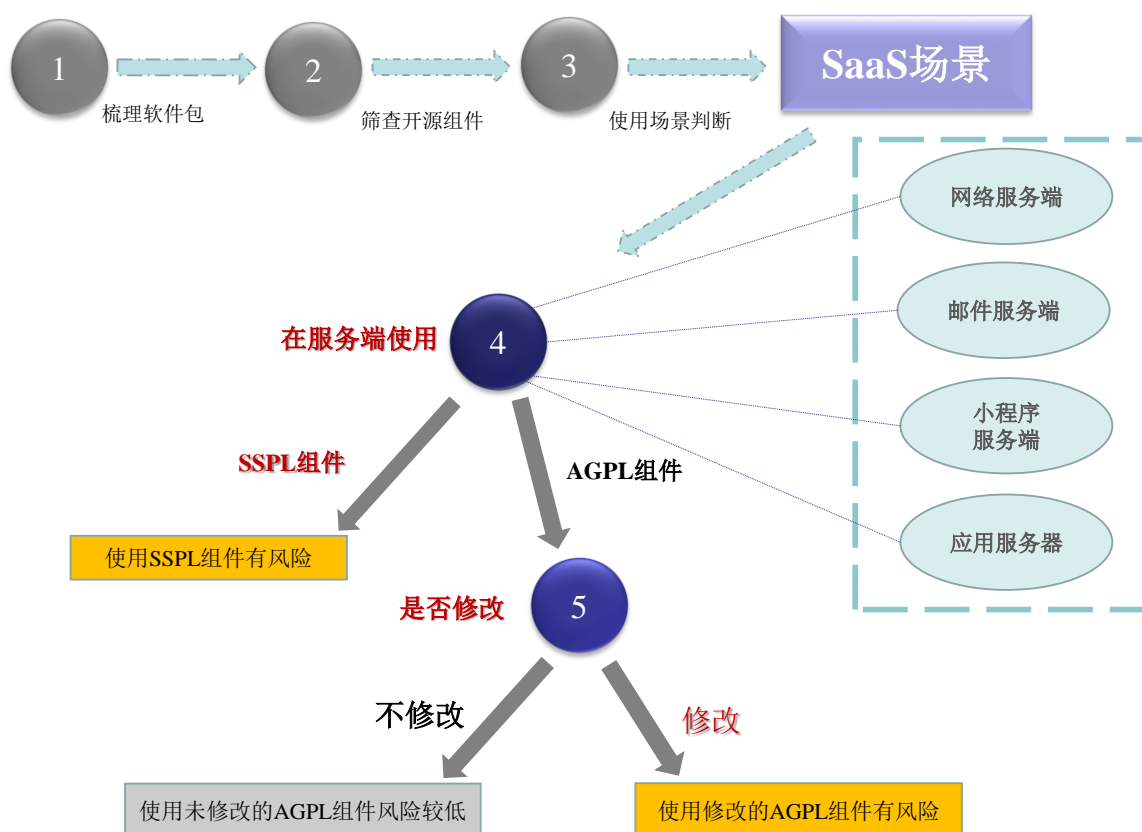 1
2
3
SaaS场景
梳理软件包
筛查开源组件
使用场景判断
网络服务端
邮件服务端
在服务端使用
4
小程序
服务端
SSPL组件
AGPL组件
应用服务器
使用SSPL组件有风险
是否修改
5
不修改
修改
使用未修改的AGPL组件风险较低
使用修改的AGPL组件有风险